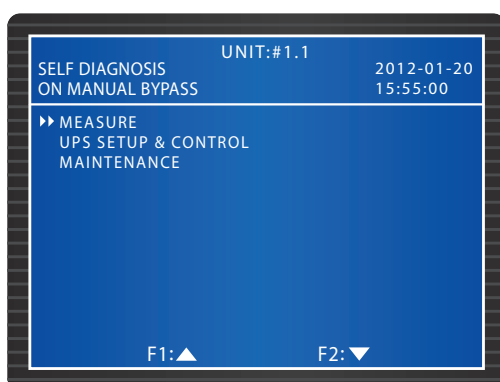 UNIT:#1.1
SELF DIAGNOSIS 2012-01-20
ON MANUAL BYPASS 15:55:00
MEASURE
UPS SETUP & CONTROL
MAINTENANCE
F1: F2: